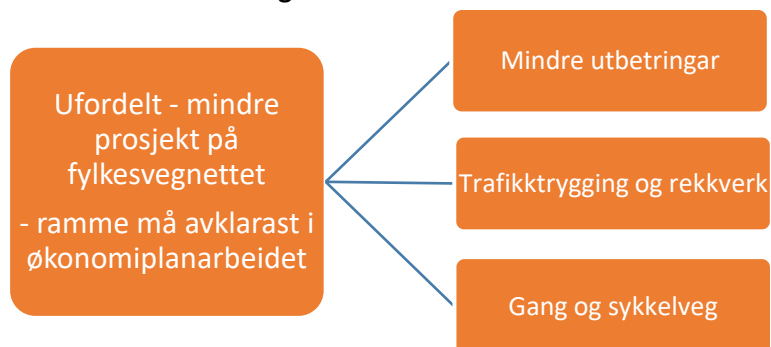 Ufordelt - mindre
prosjekt på
fylkesvegnettet
- ramme må avklarast i
økonomiplanarbeidet
Mindre utbetringar
Trafikktrygging og rekkverk
Gang og sykkelveg